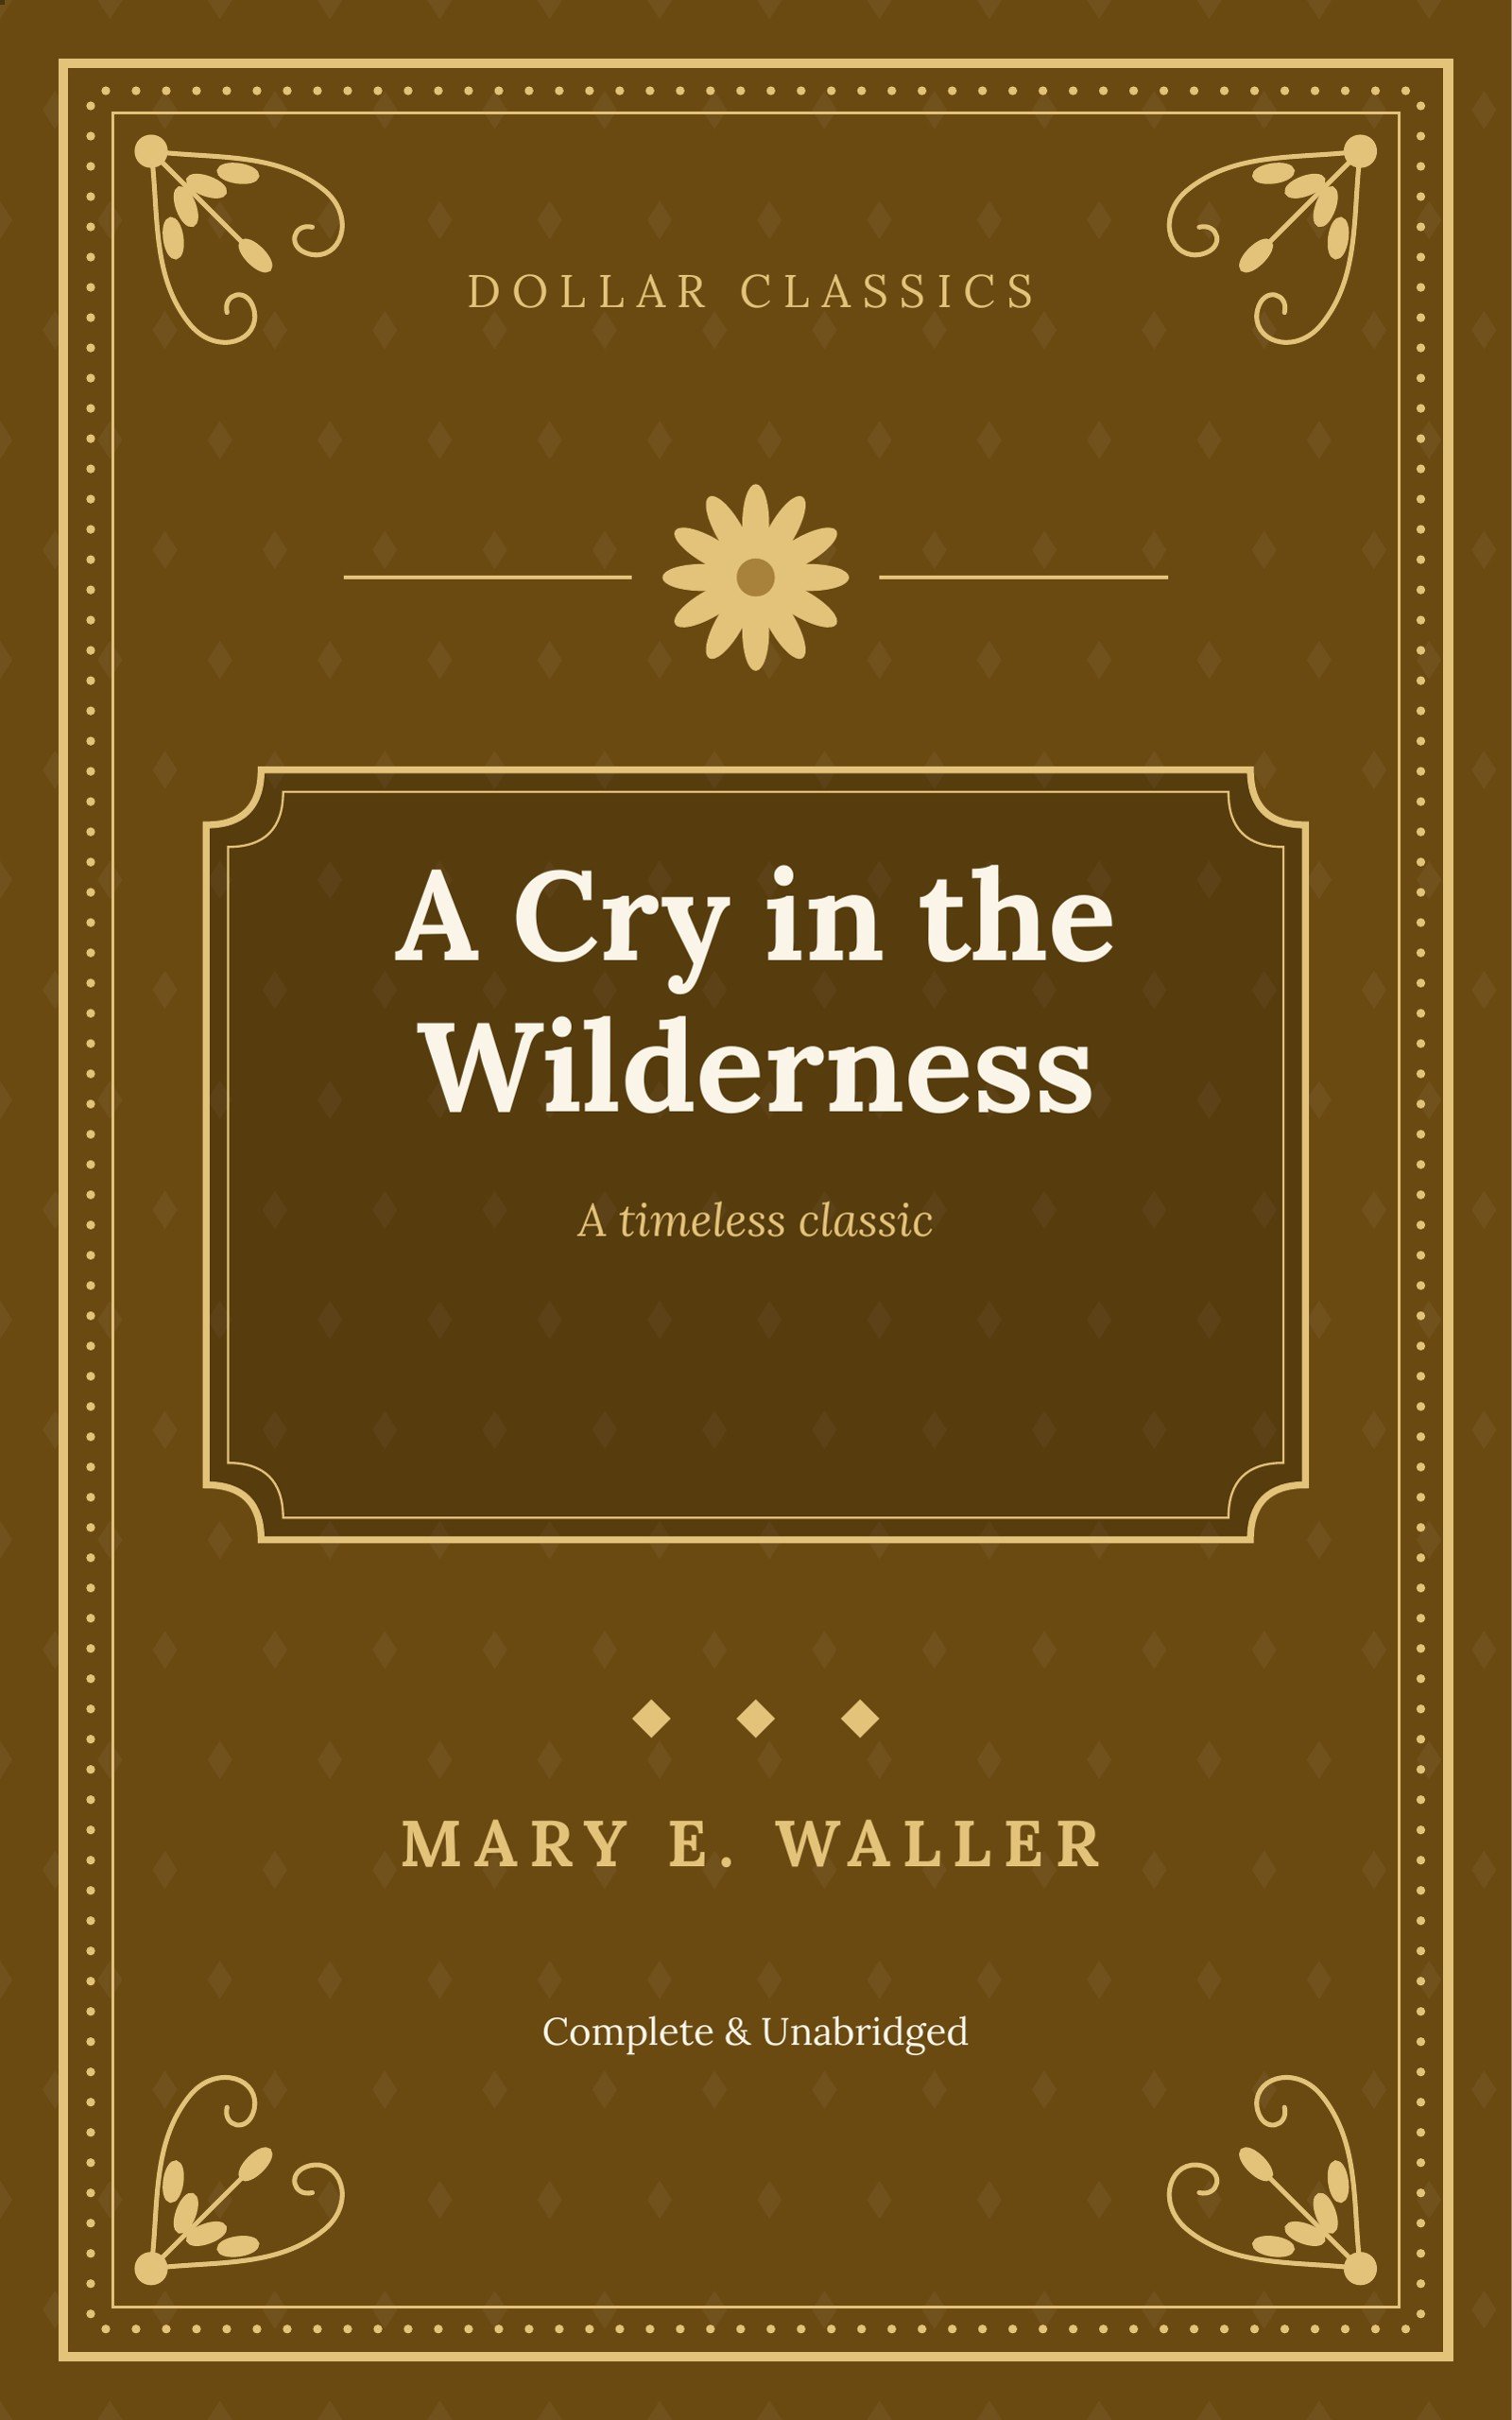 DOLLAR CLASSICS
A Cry in the
Wilderness
A timeless classic
MARY E. WALLER
Complete & Unabridged